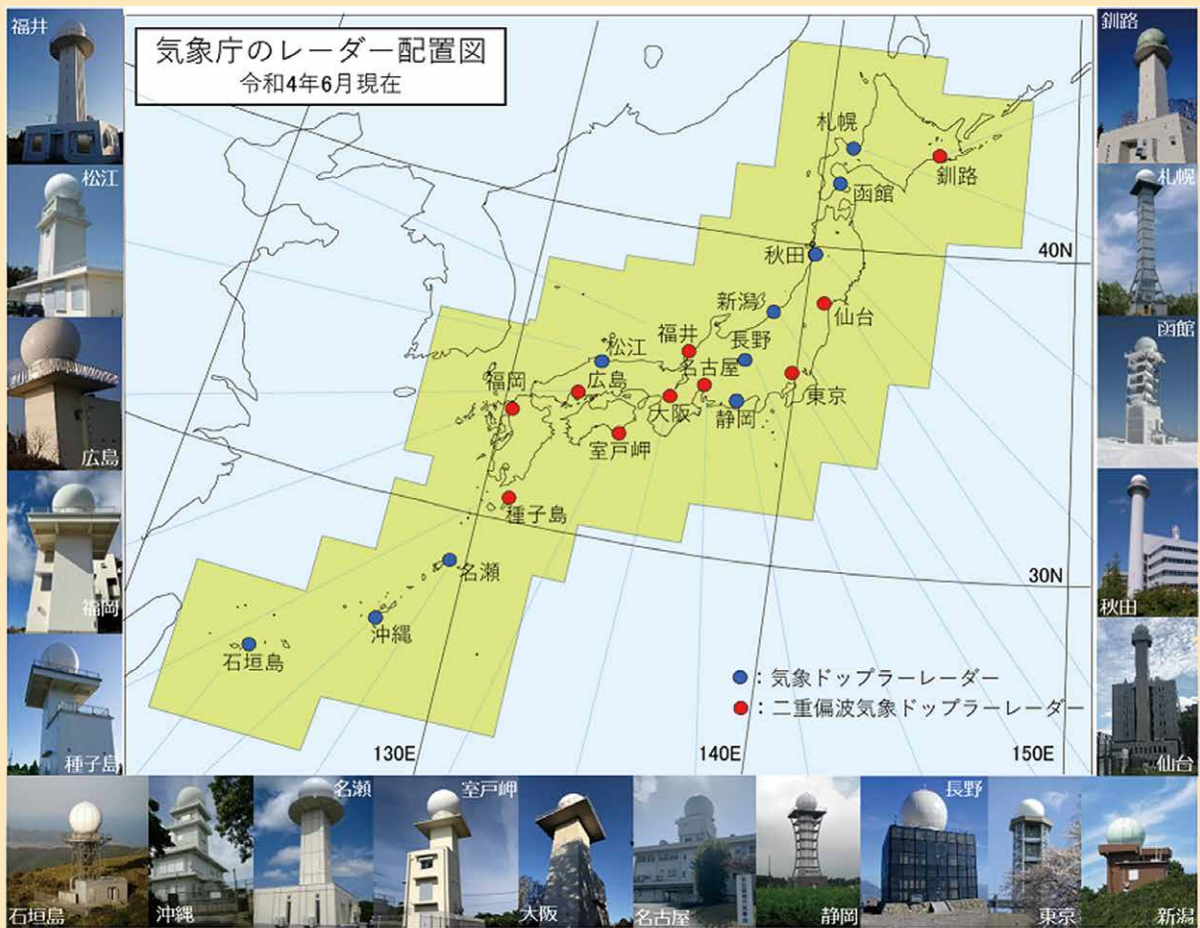 気象庁のレーダー配置図
令和4年6月現在
福井
松江
広島
福岡
種子島
釧路
札幌
函館
秋田
仙台
札幌
釧路
函館
40N
秋田
新潟
仙台
福井
長野
松江
名古屋
福岡
広島
東京
大阪
静岡
室戸岬
種子島
30N
名瀬
沖縄
石垣島
●：気象ドップラーレーダー
●：二重偏波気象ドップラーレーダー
130E
140E
150E
石垣島
沖縄
名瀬
室戸岬
大阪
名古屋
静岡
長野
東京
新潟